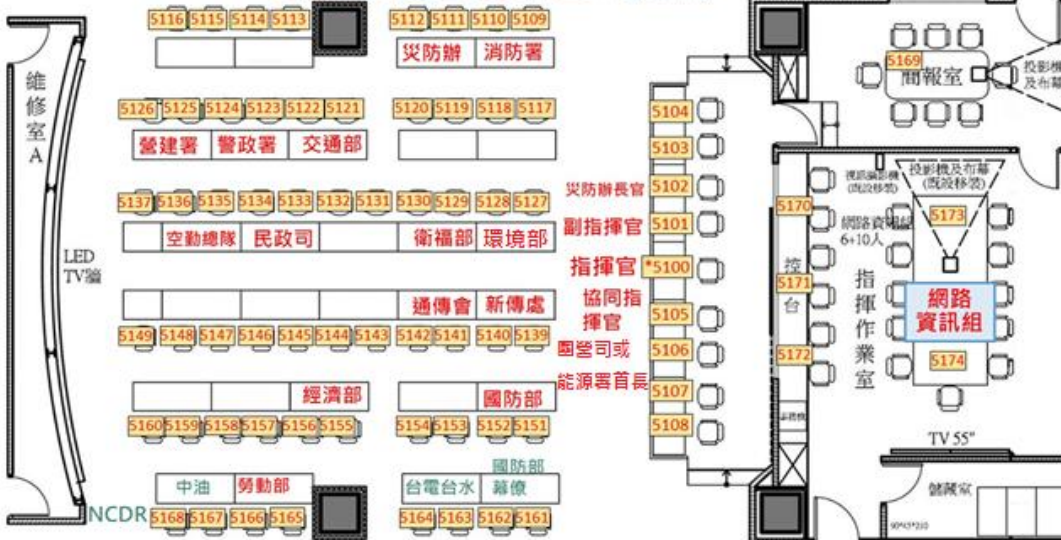 5116 5115 5114 5113
5112 5111 5110 5109
災防辦 消防署
維修室A
5126 5125 5124 5123 5122 5121
5120 5119 5118 5117
營建署 警政署 交通部
5137 5136 5135 5134 5133 5132 5131 5130 5129 5128 5127
空勤總隊 民政司 衛福部 環境部
LED
TV牆
通傳會 新傳處
5149 5148 5147 5146 5145 5144 5143 5142 5141 5140 5139
經濟部 國防部
5160 5159 5158 5157 5156 5155 5154 5153 5152 5151
中油 勞動部
台電台水
國防部
幕僚
NCDR
5168 5167 5166 5165
5164 5163 5162 5161
5104
5103
災防辦長官 5102
副指揮官 5101
指揮官 *5100
協同指
揮官
5105
園營司或 5106
能源署首長 5107
5108
5169
簡報室
投影機
及布幕
視訊攝影機
(既設移裝)
投影機及布幕
(既設移裝)
5170
5173
網路資訊組
6+10人
控台
5171
指揮作業室
網路
資訊組
5172
5174
TV 55"
儲藏室
90*45*210